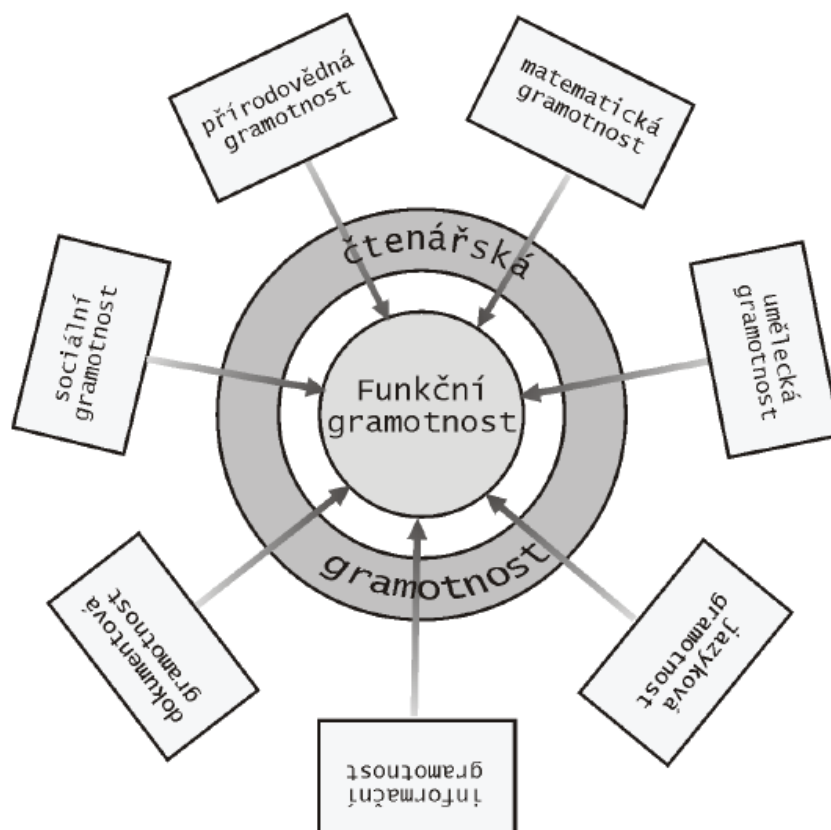 přírodovědná
gramotnost
matematická
gramotnost
čtenářská
sociální
gramotnost
umělecká
gramotnost
Funkční
gramotnost
gramotnost
dokumentová
gramotnost
jazyková
gramotnost
informační
gramotnost